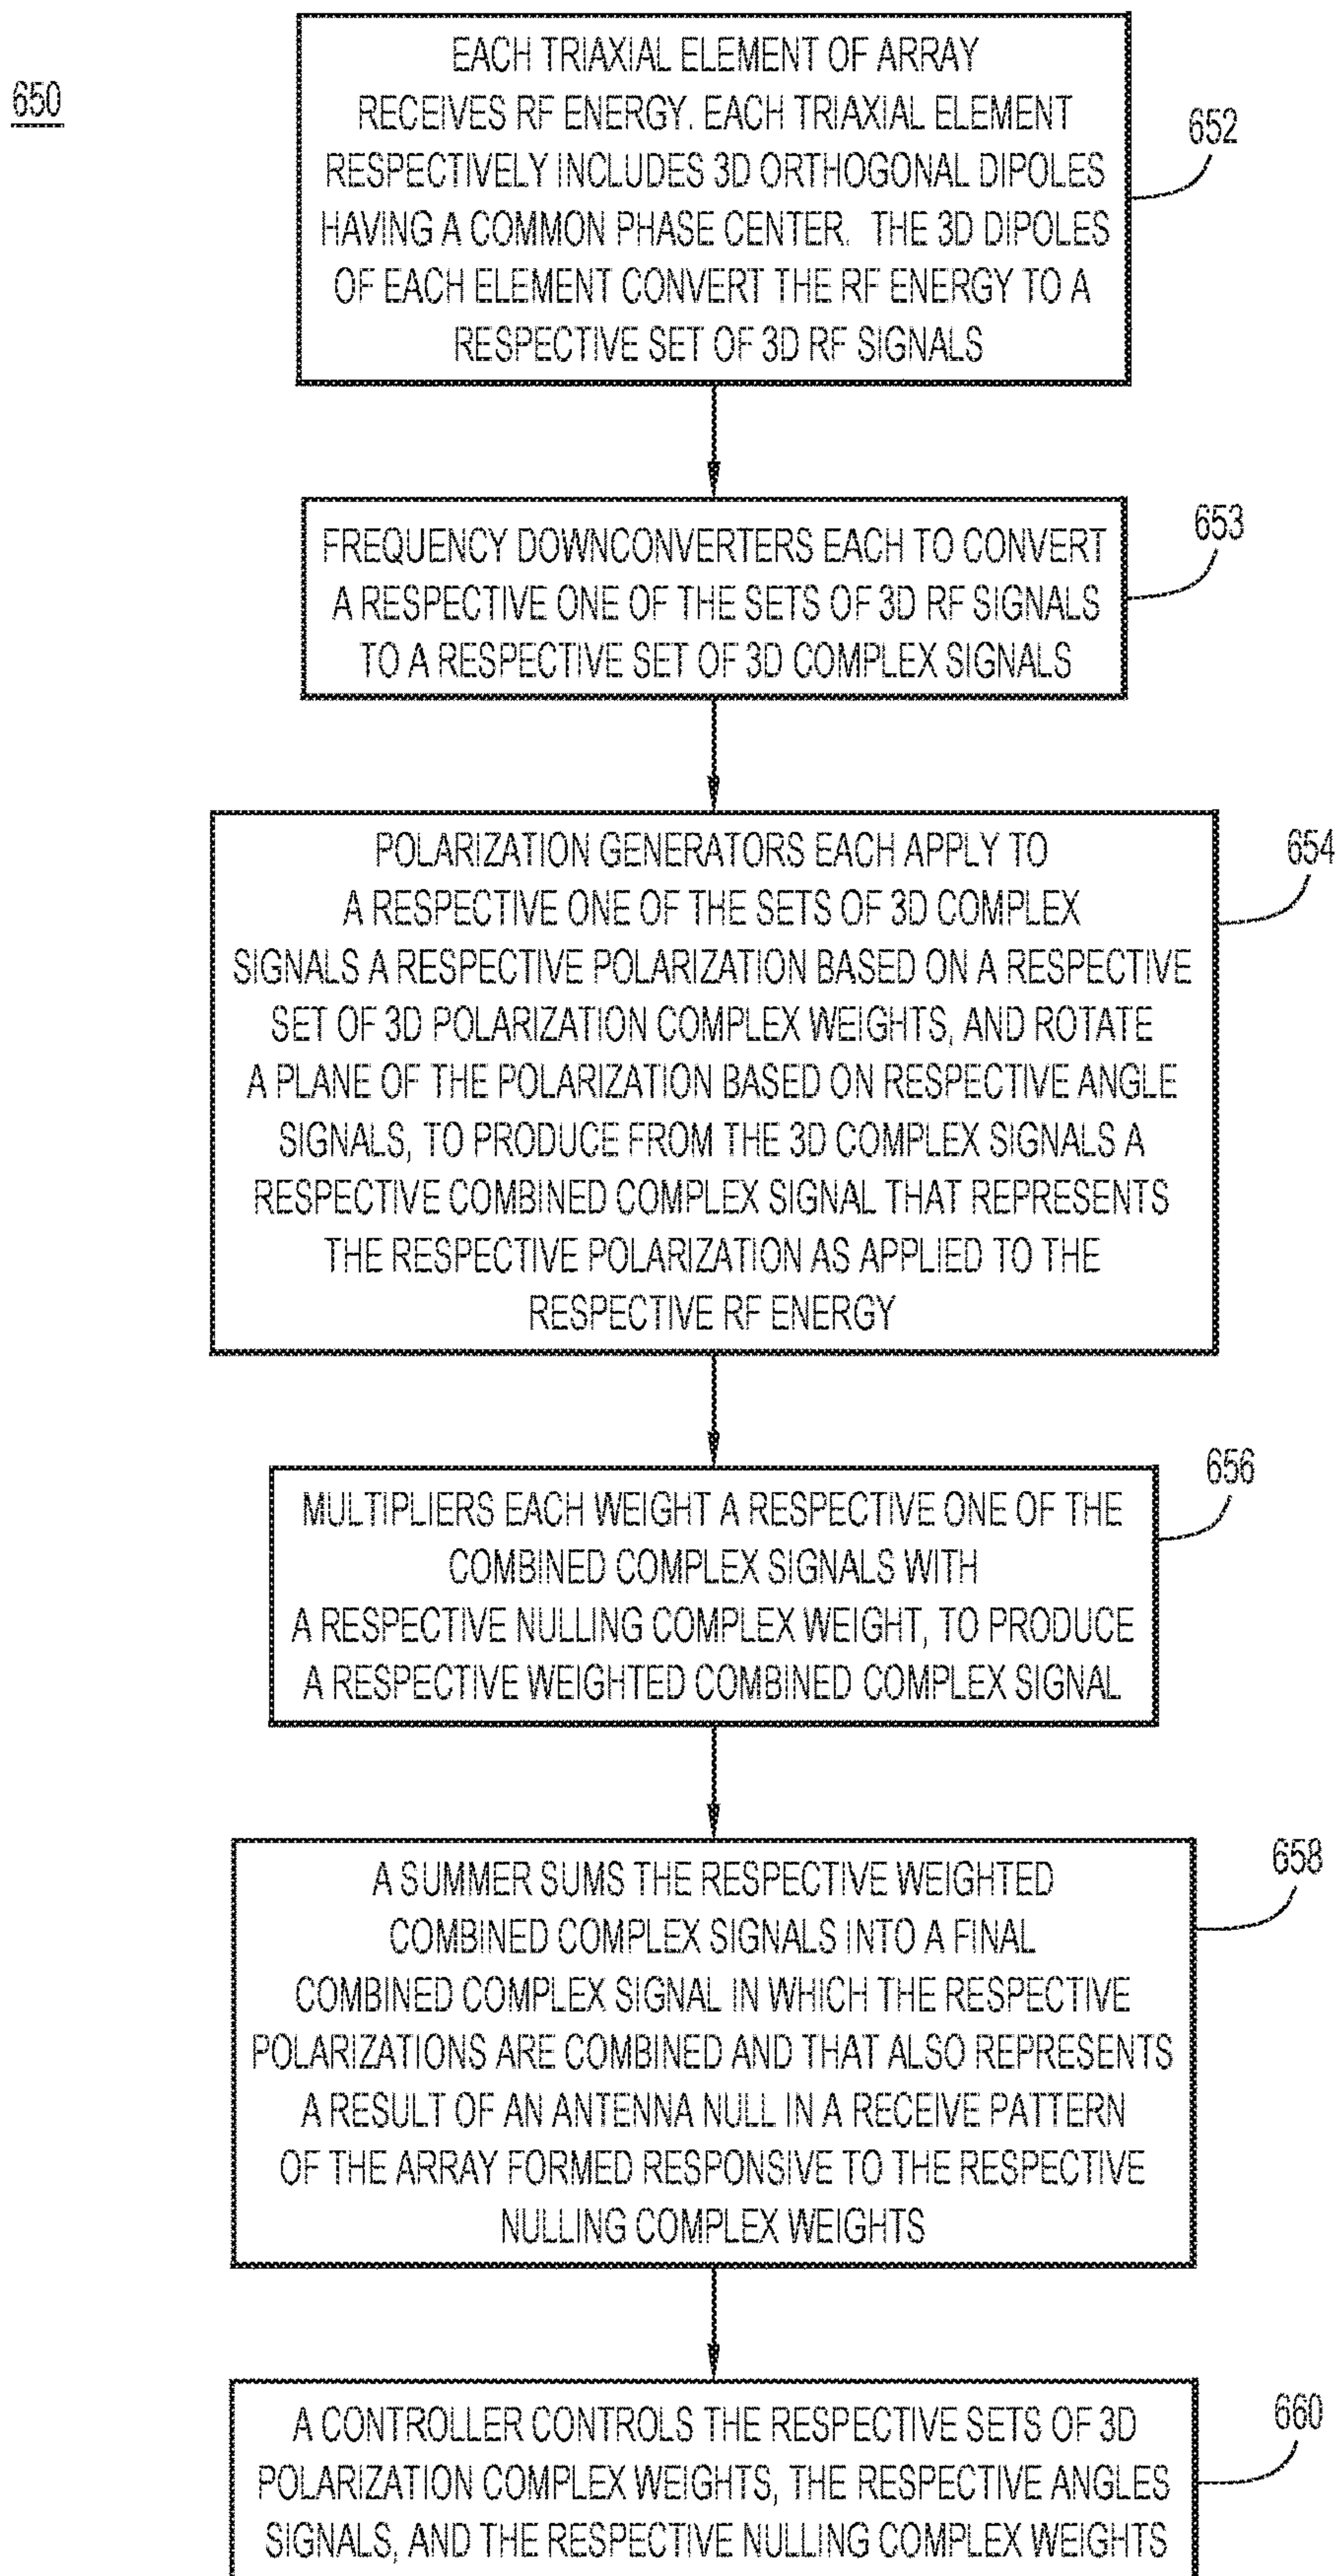 650
EACH TRIAXIAL ELEMENT OF ARRAY
RECEIVES RF ENERGY. EACH TRIAXIAL ELEMENT
RESPECTIVELY INCLUDES 3D ORTHOGONAL DIPOLES
HAVING A COMMON PHASE CENTER. THE 3D DIPOLES
OF EACH ELEMENT CONVERT THE RF ENERGY TO A
RESPECTIVE SET OF 3D RF SIGNALS
652
FREQUENCY DOWNCONVERTERS EACH TO CONVERT
A RESPECTIVE ONE OF THE SETS OF 3D RF SIGNALS
TO A RESPECTIVE SET OF 3D COMPLEX SIGNALS
653
POLARIZATION GENERATORS EACH APPLY TO
A RESPECTIVE ONE OF THE SETS OF 3D COMPLEX
SIGNALS A RESPECTIVE POLARIZATION BASED ON A RESPECTIVE
SET OF 3D POLARIZATION COMPLEX WEIGHTS, AND ROTATE
A PLANE OF THE POLARIZATION BASED ON RESPECTIVE ANGLE
SIGNALS, TO PRODUCE FROM THE 3D COMPLEX SIGNALS A
RESPECTIVE COMBINED COMPLEX SIGNAL THAT REPRESENTS
THE RESPECTIVE POLARIZATION AS APPLIED TO THE
RESPECTIVE RF ENERGY
654
MULTIPLIERS EACH WEIGHT A RESPECTIVE ONE OF THE
COMBINED COMPLEX SIGNALS WITH
A RESPECTIVE NULLING COMPLEX WEIGHT, TO PRODUCE
A RESPECTIVE WEIGHTED COMBINED COMPLEX SIGNAL
656
A SUMMER SUMS THE RESPECTIVE WEIGHTED
COMBINED COMPLEX SIGNALS INTO A FINAL
COMBINED COMPLEX SIGNAL IN WHICH THE RESPECTIVE
POLARIZATIONS ARE COMBINED AND THAT ALSO REPRESENTS
A RESULT OF AN ANTENNA NULL IN A RECEIVE PATTERN
OF THE ARRAY FORMED RESPONSIVE TO THE RESPECTIVE
NULLING COMPLEX WEIGHTS
658
A CONTROLLER CONTROLS THE RESPECTIVE SETS OF 3D
POLARIZATION COMPLEX WEIGHTS, THE RESPECTIVE ANGLES
SIGNALS, AND THE RESPECTIVE NULLING COMPLEX WEIGHTS
660